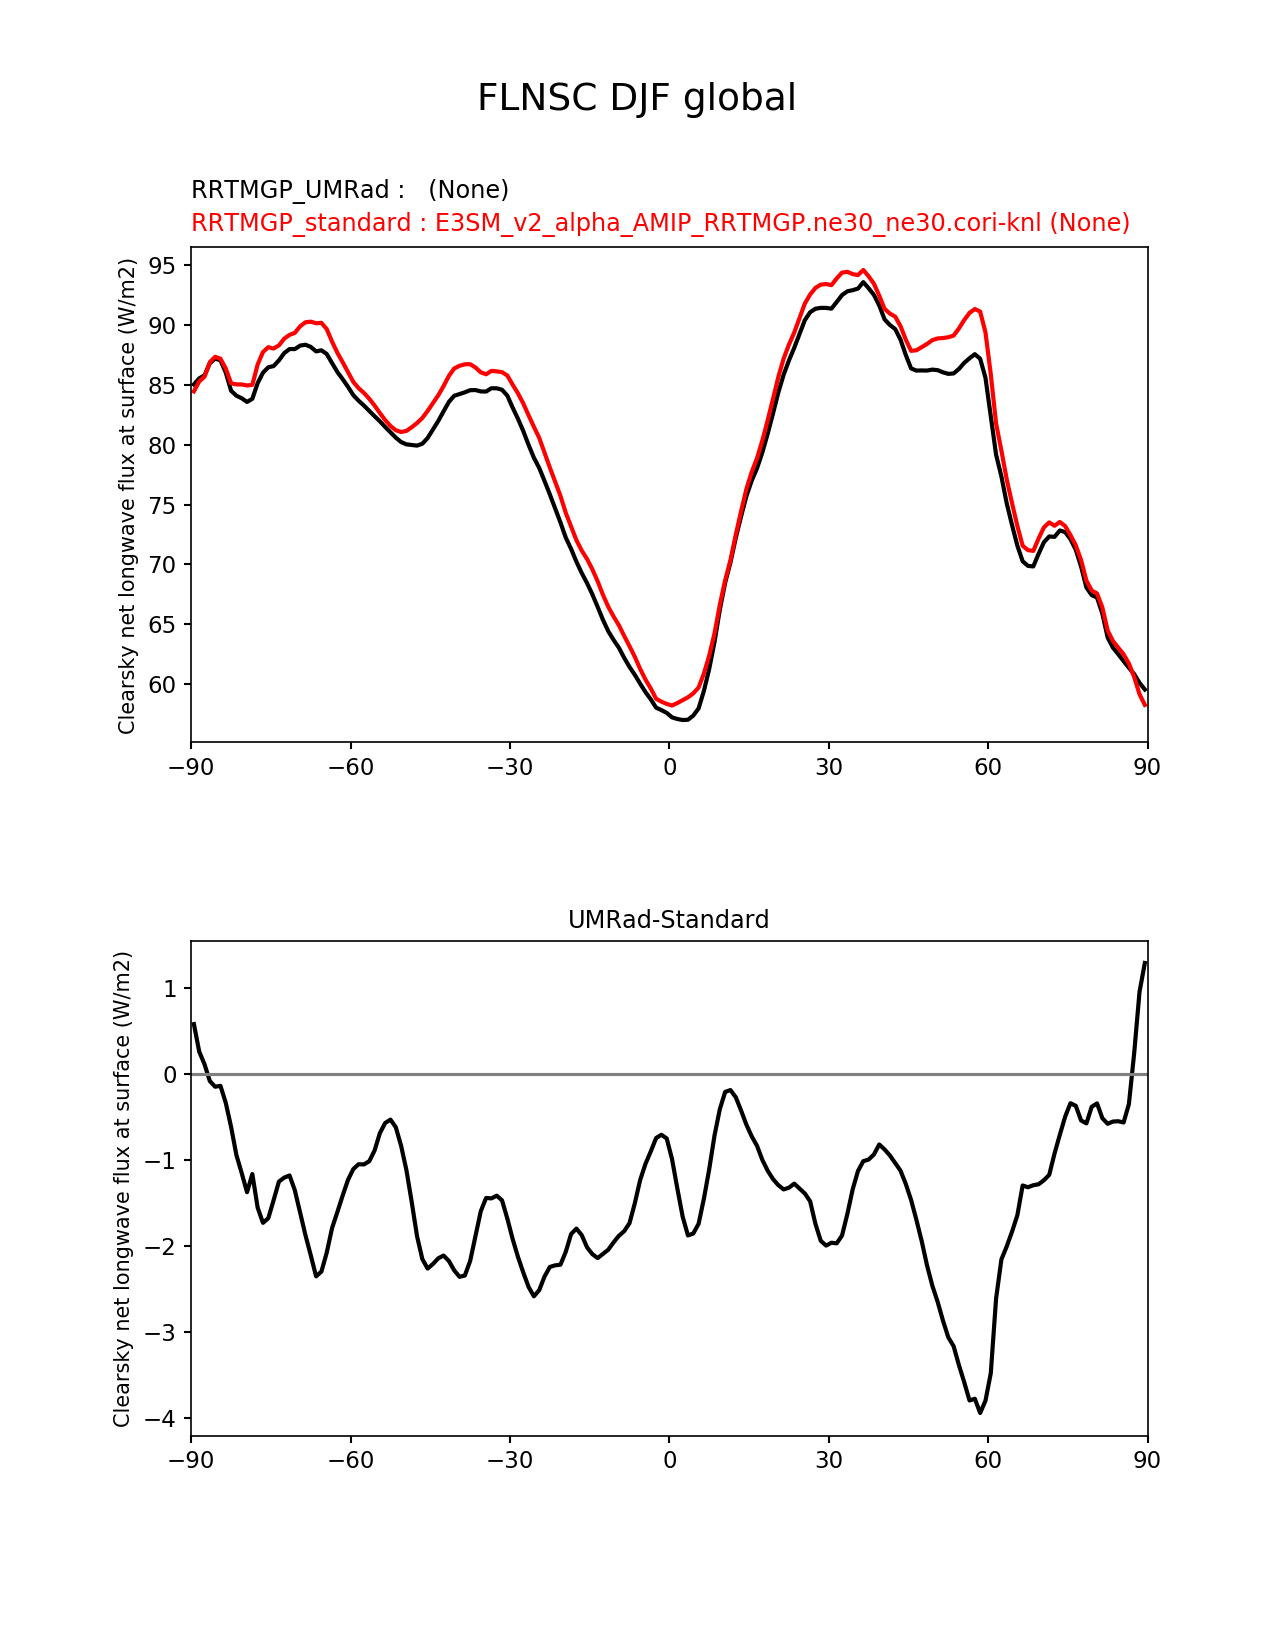 FLNSC DJF global
RRTMGP_UMRad :   (None)
RRTMGP_standard : E3SM_v2_alpha_AMIP_RRTMGP.ne30_ne30.cori-knl (None)
Clearsky net longwave flux at surface (W/m2)
95
90
85
80
75
70
65
60
−90 −60 −30 0 30 60 90
UMRad-Standard
Clearsky net longwave flux at surface (W/m2)
1
0
−1
−2
−3
−4
−90 −60 −30 0 30 60 90